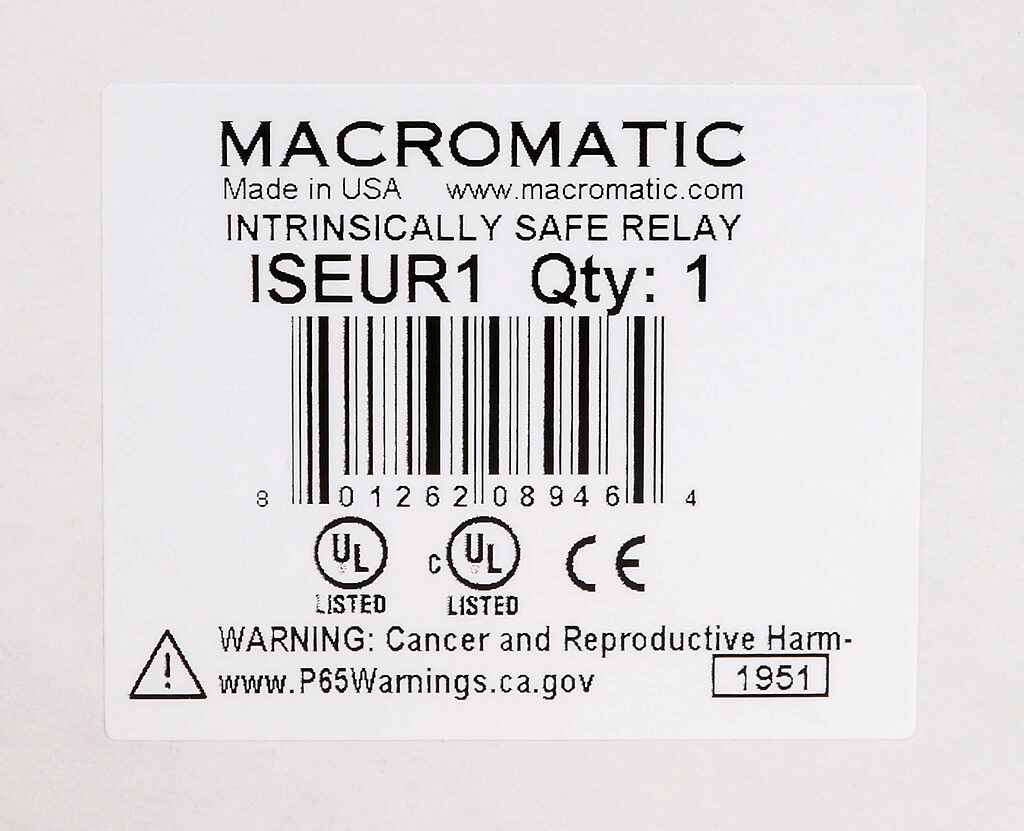 MACROMATIC
Made in USA www.macromatic.com
INTRINSICALLY SAFE RELAY
ISEUR1 Qty: 1
8 01262 08946 4
UL C UL CE
LISTED LISTED
WARNING: Cancer and Reproductive Harm-
www.P65Warnings.ca.gov
1951